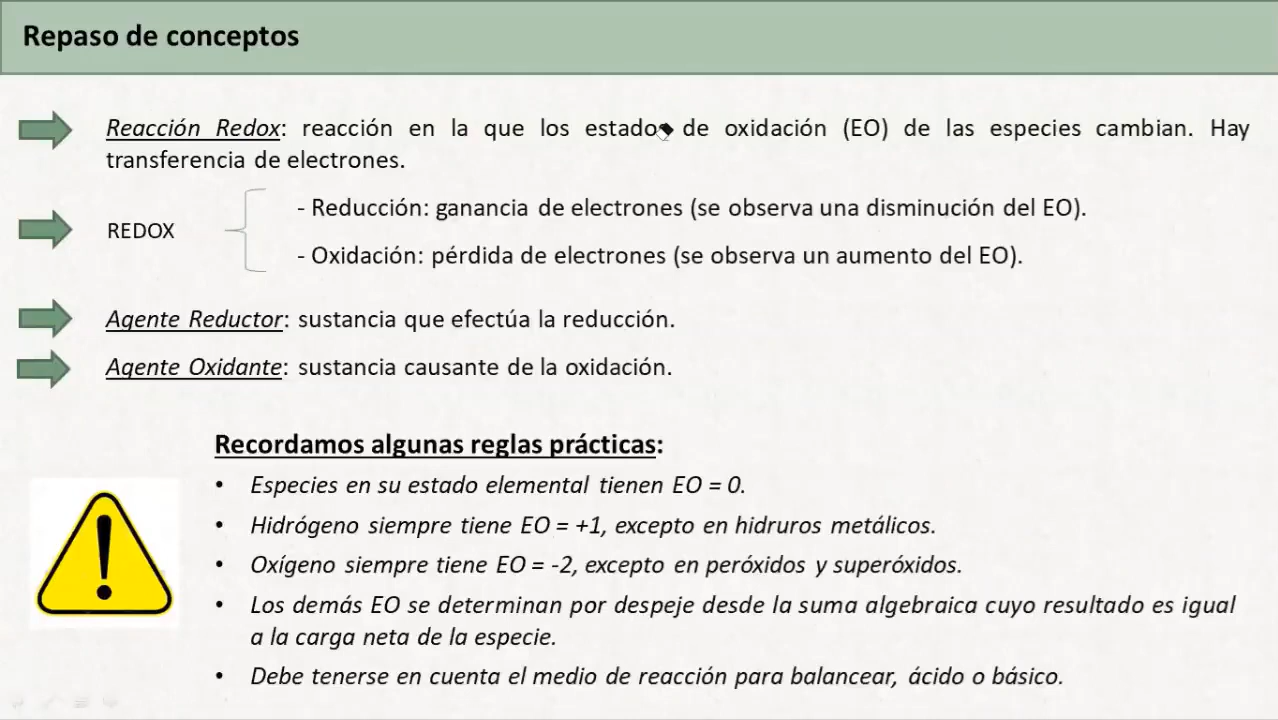 Repaso de conceptos
Reacción Redox: reacción en la que los estados de oxidación (EO) de las especies cambian. Hay
transferencia de electrones.
REDOX
- Reducción: ganancia de electrones (se observa una disminución del EO).
- Oxidación: pérdida de electrones (se observa un aumento del EO).
Agente Reductor: sustancia que efectúa la reducción.
Agente Oxidante: sustancia causante de la oxidación.
Recordamos algunas reglas prácticas:
• Especies en su estado elemental tienen EO = 0.
• Hidrógeno siempre tiene EO = +1, excepto en hidruros metálicos.
• Oxígeno siempre tiene EO = -2, excepto en peróxidos y superóxidos.
• Los demás EO se determinan por despeje desde la suma algebraica cuyo resultado es igual
a la carga neta de la especie.
• Debe tenerse en cuenta el medio de reacción para balancear, ácido o básico.